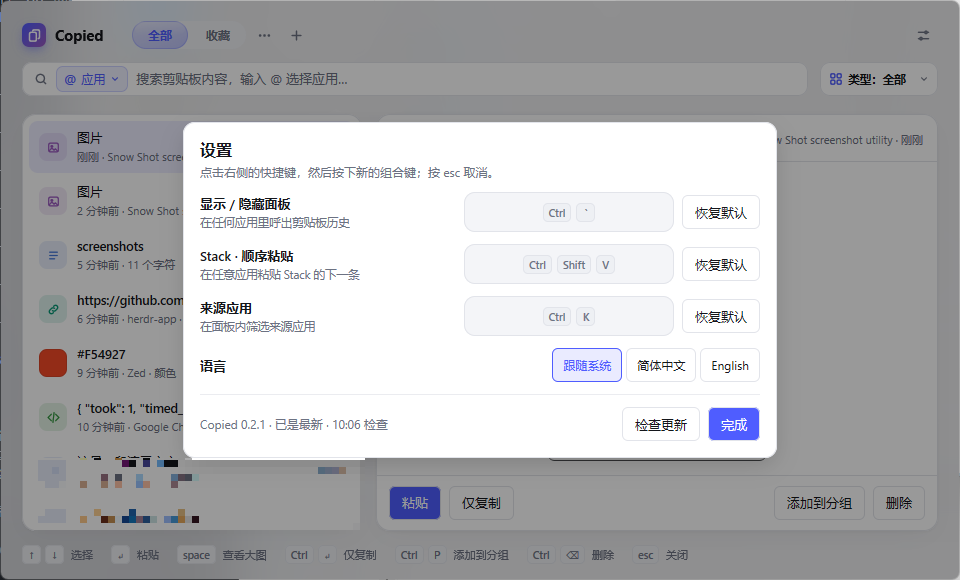 Copied 全部 收藏 ··· +
@ 应用 搜索剪贴板内容，输入 @ 选择应用... 类型：全部
图片
刚刚 · Snow Shot scree
w Shot screenshot utility · 刚刚
图片
2 分钟前 · Snow Shot
screenshots
5 分钟前 · 11 个字符
https://github.com
6 分钟前 · herdr-app ·
#F54927
9 分钟前 · Zed · 颜色
{ "took": 1, "timed_
10 分钟前 · Google Ch
设置
点击右侧的快捷键，然后按下新的组合键；按 esc 取消。
显示 / 隐藏面板
在任何应用里呼出剪贴板历史
Ctrl ` 恢复默认
Stack · 顺序粘贴
在任意应用粘贴 Stack 的下一条
Ctrl Shift V 恢复默认
来源应用
在面板内筛选来源应用
Ctrl K 恢复默认
语言 跟随系统 简体中文 English
Copied 0.2.1 · 已是最新 · 10:06 检查 检查更新 完成
粘贴 仅复制 添加到分组 删除
↑ ↓ 选择 ↵ 粘贴 space 查看大图 Ctrl ↵ 仅复制 Ctrl P 添加到分组 Ctrl ⌫ 删除 esc 关闭